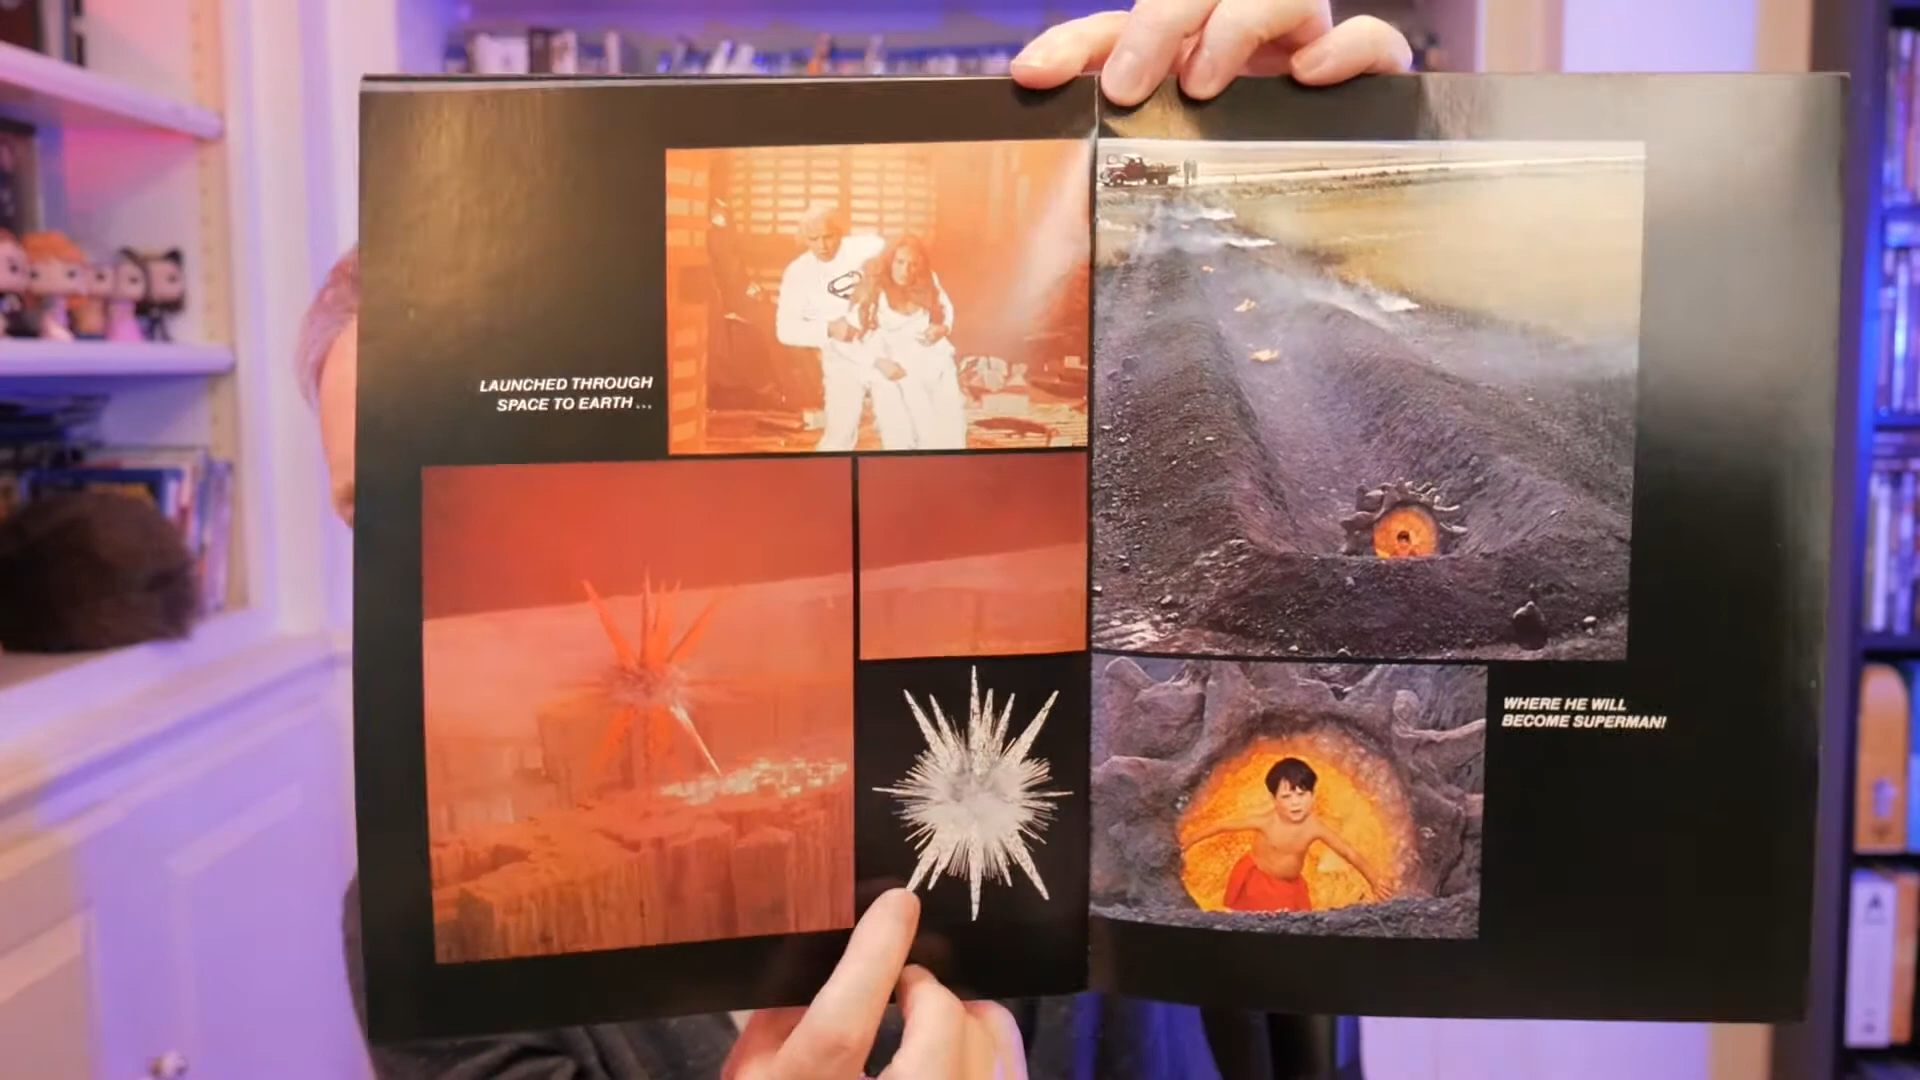 LAUNCHED THROUGH
SPACE TO EARTH...
WHERE HE WILL
BECOME SUPERMAN!